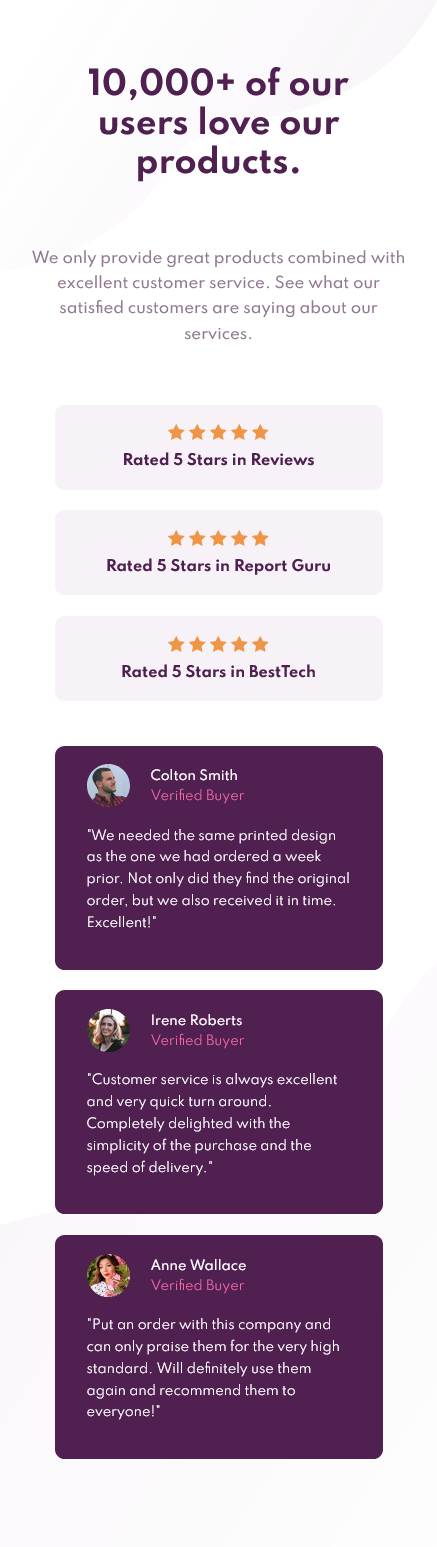 10,000+ of our
users love our
products.
We only provide great products combined with
excellent customer service. See what our
satisfied customers are saying about our
services.
Rated 5 Stars in Reviews
Rated 5 Stars in Report Guru
Rated 5 Stars in BestTech
Colton Smith
Verified Buyer
"We needed the same printed design
as the one we had ordered a week
prior. Not only did they find the original
order, but we also received it in time.
Excellent!"
Irene Roberts
Verified Buyer
"Customer service is always excellent
and very quick turn around.
Completely delighted with the
simplicity of the purchase and the
speed of delivery."
Anne Wallace
Verified Buyer
"Put an order with this company and
can only praise them for the very high
standard. Will definitely use them
again and recommend them to
everyone!"